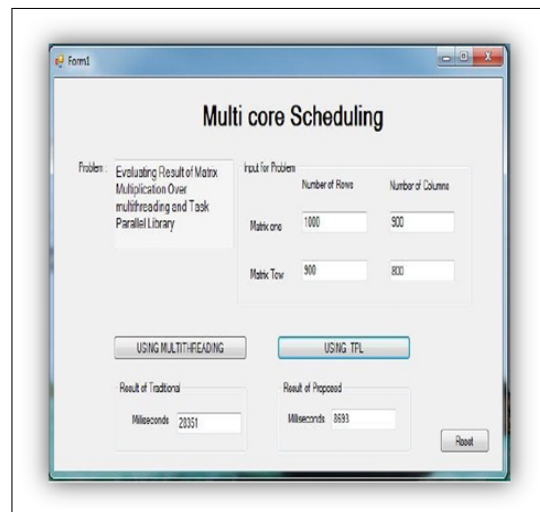 Form1
Multi core Scheduling
Problem :
Evaluating Result of Matrix
Multiplication Over
multithreading and Task
Parallel Library
Input for Problem
Number of Rows Number of Columns
Matrix one 1000 900
Matrix Tow 900 800
USING MULTITHREADING USING TPL
Result of Traditional Result of Proposed
Miliseconds 28351 Miliseconds 8693
Reset